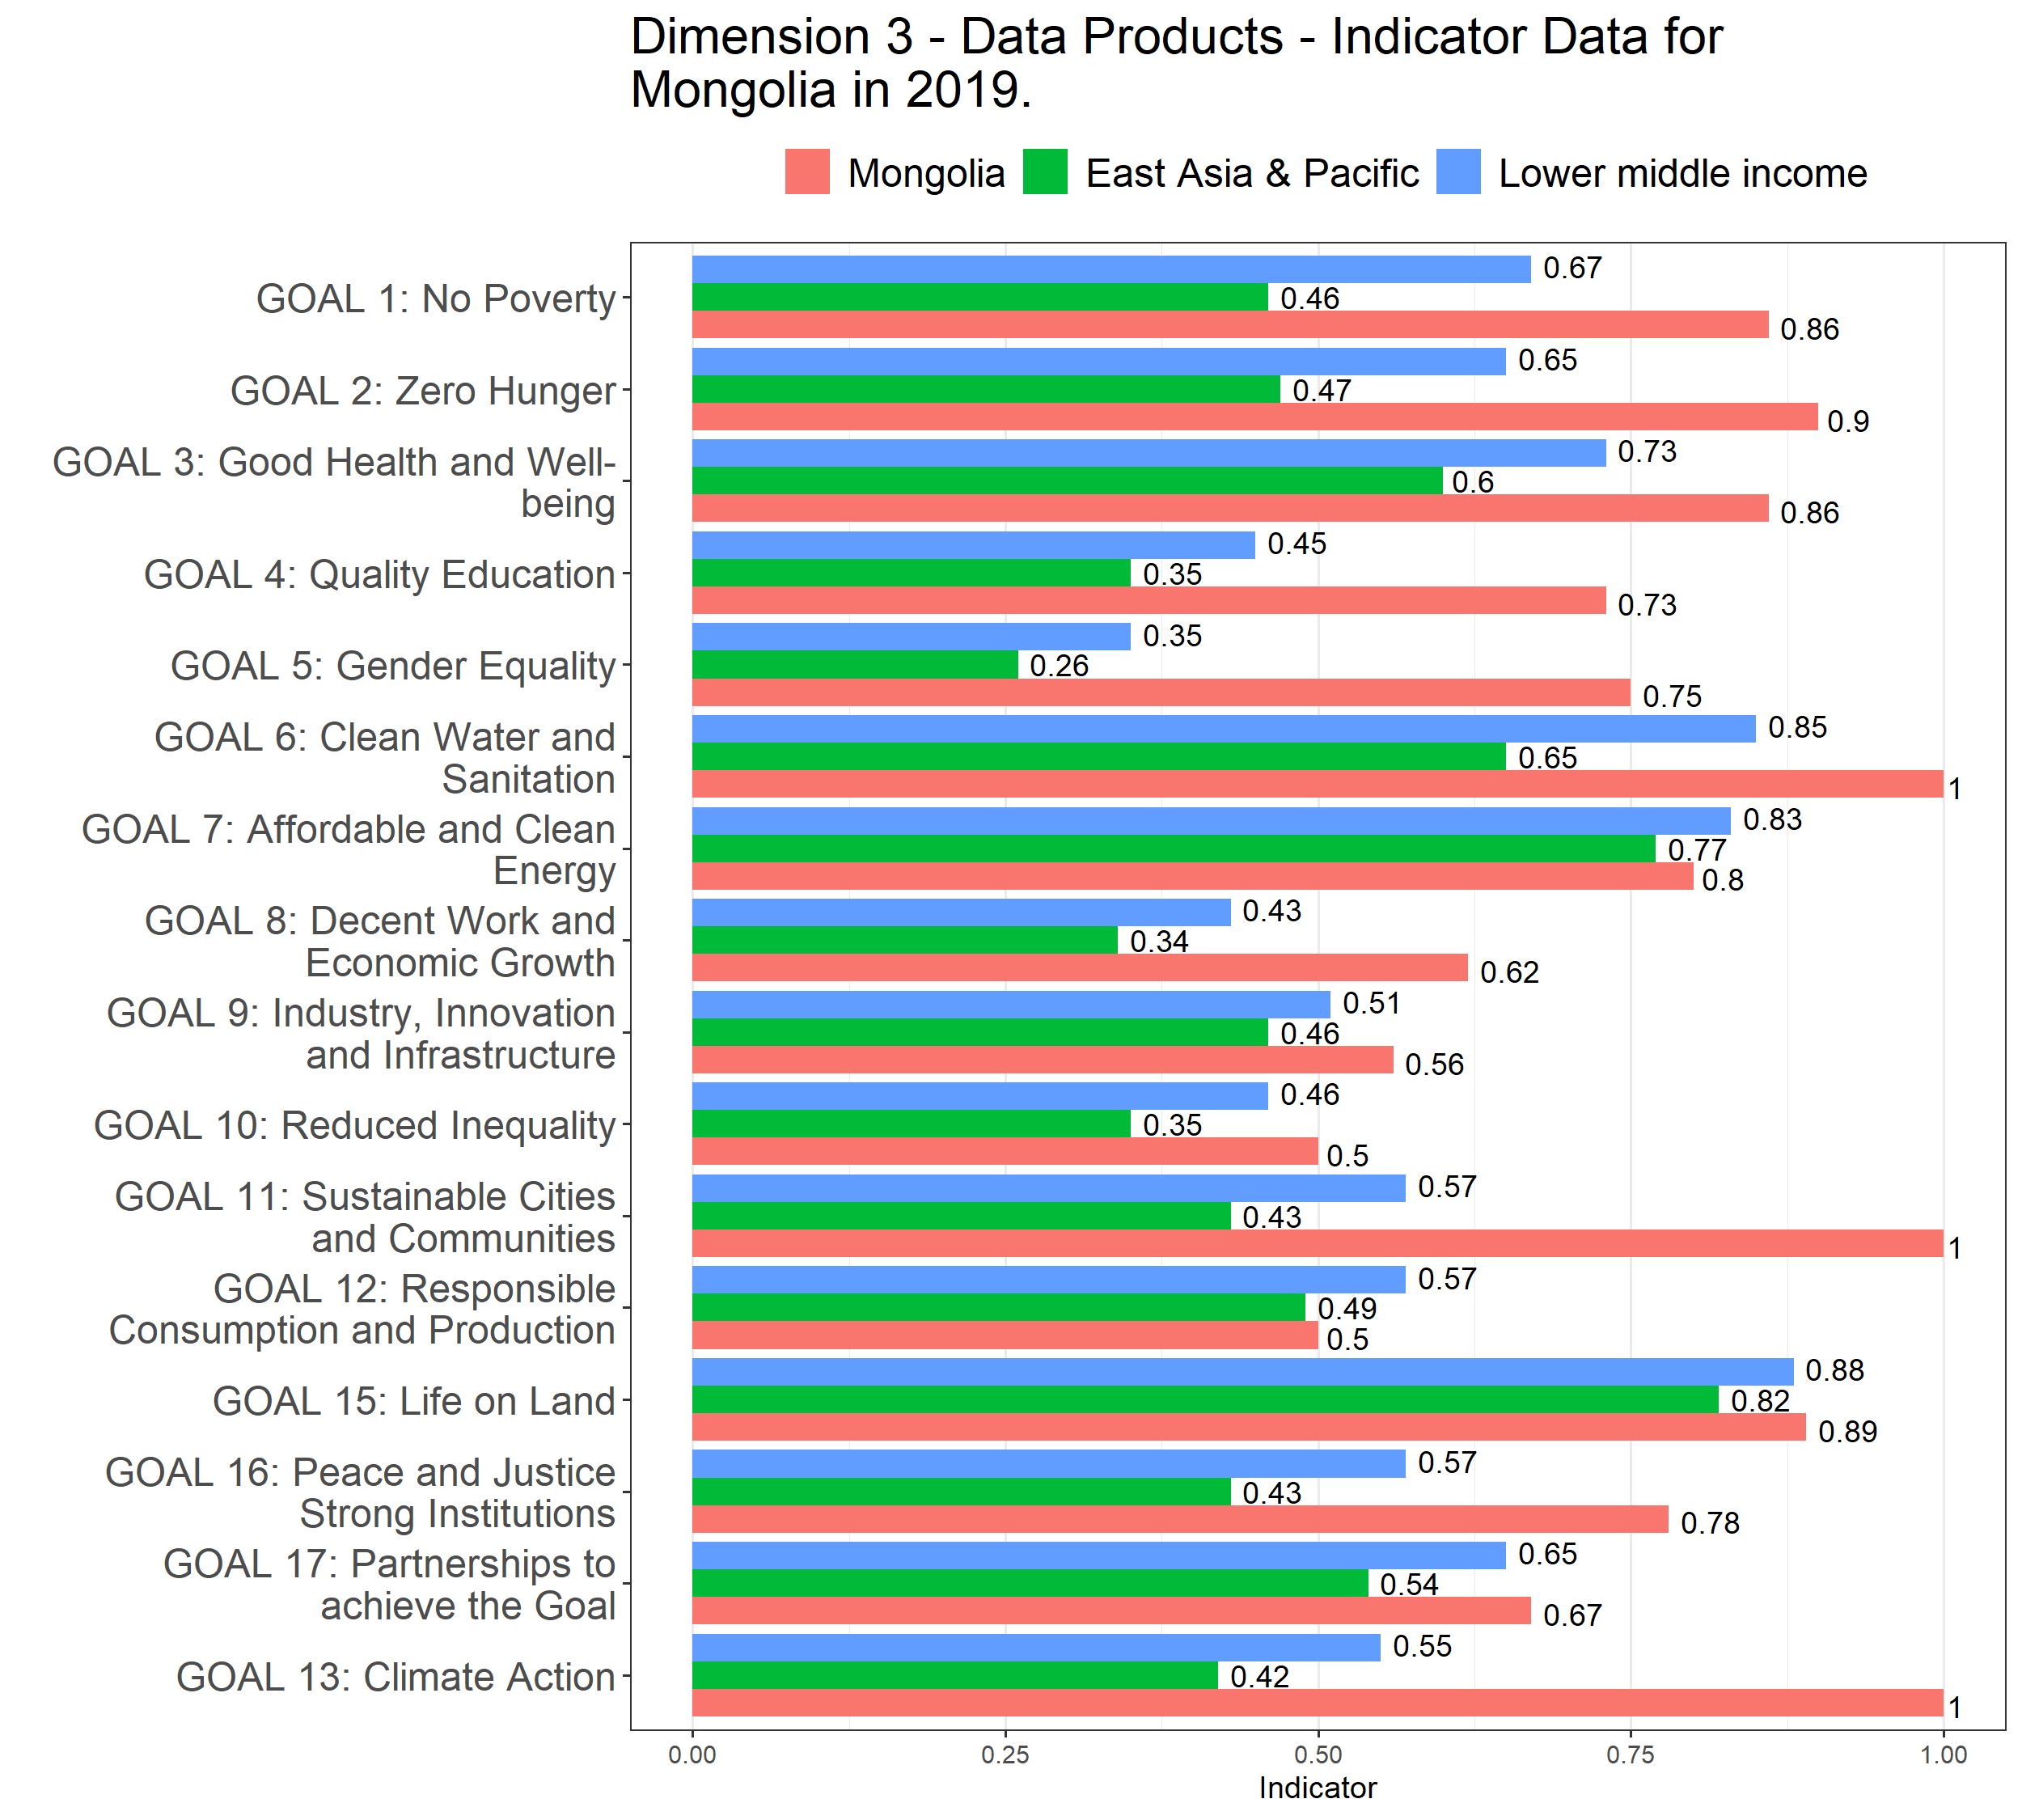 Dimension 3 - Data Products - Indicator Data for
Mongolia in 2019.
Mongolia East Asia & Pacific Lower middle income
GOAL 1: No Poverty
0.67
0.46
0.86
GOAL 2: Zero Hunger
0.65
0.47
0.9
GOAL 3: Good Health and Well-
being
0.73
0.6
0.86
GOAL 4: Quality Education
0.45
0.35
0.73
GOAL 5: Gender Equality
0.35
0.26
0.75
GOAL 6: Clean Water and
Sanitation
0.85
0.65
1
GOAL 7: Affordable and Clean
Energy
0.83
0.77
0.8
GOAL 8: Decent Work and
Economic Growth
0.43
0.34
0.62
GOAL 9: Industry, Innovation
and Infrastructure
0.51
0.46
0.56
GOAL 10: Reduced Inequality
0.46
0.35
0.5
GOAL 11: Sustainable Cities
and Communities
0.57
0.43
1
GOAL 12: Responsible
Consumption and Production
0.57
0.49
0.5
GOAL 15: Life on Land
0.88
0.82
0.89
GOAL 16: Peace and Justice
Strong Institutions
0.57
0.43
0.78
GOAL 17: Partnerships to
achieve the Goal
0.65
0.54
0.67
GOAL 13: Climate Action
0.55
0.42
1
0.00 0.25 0.50 0.75 1.00
Indicator